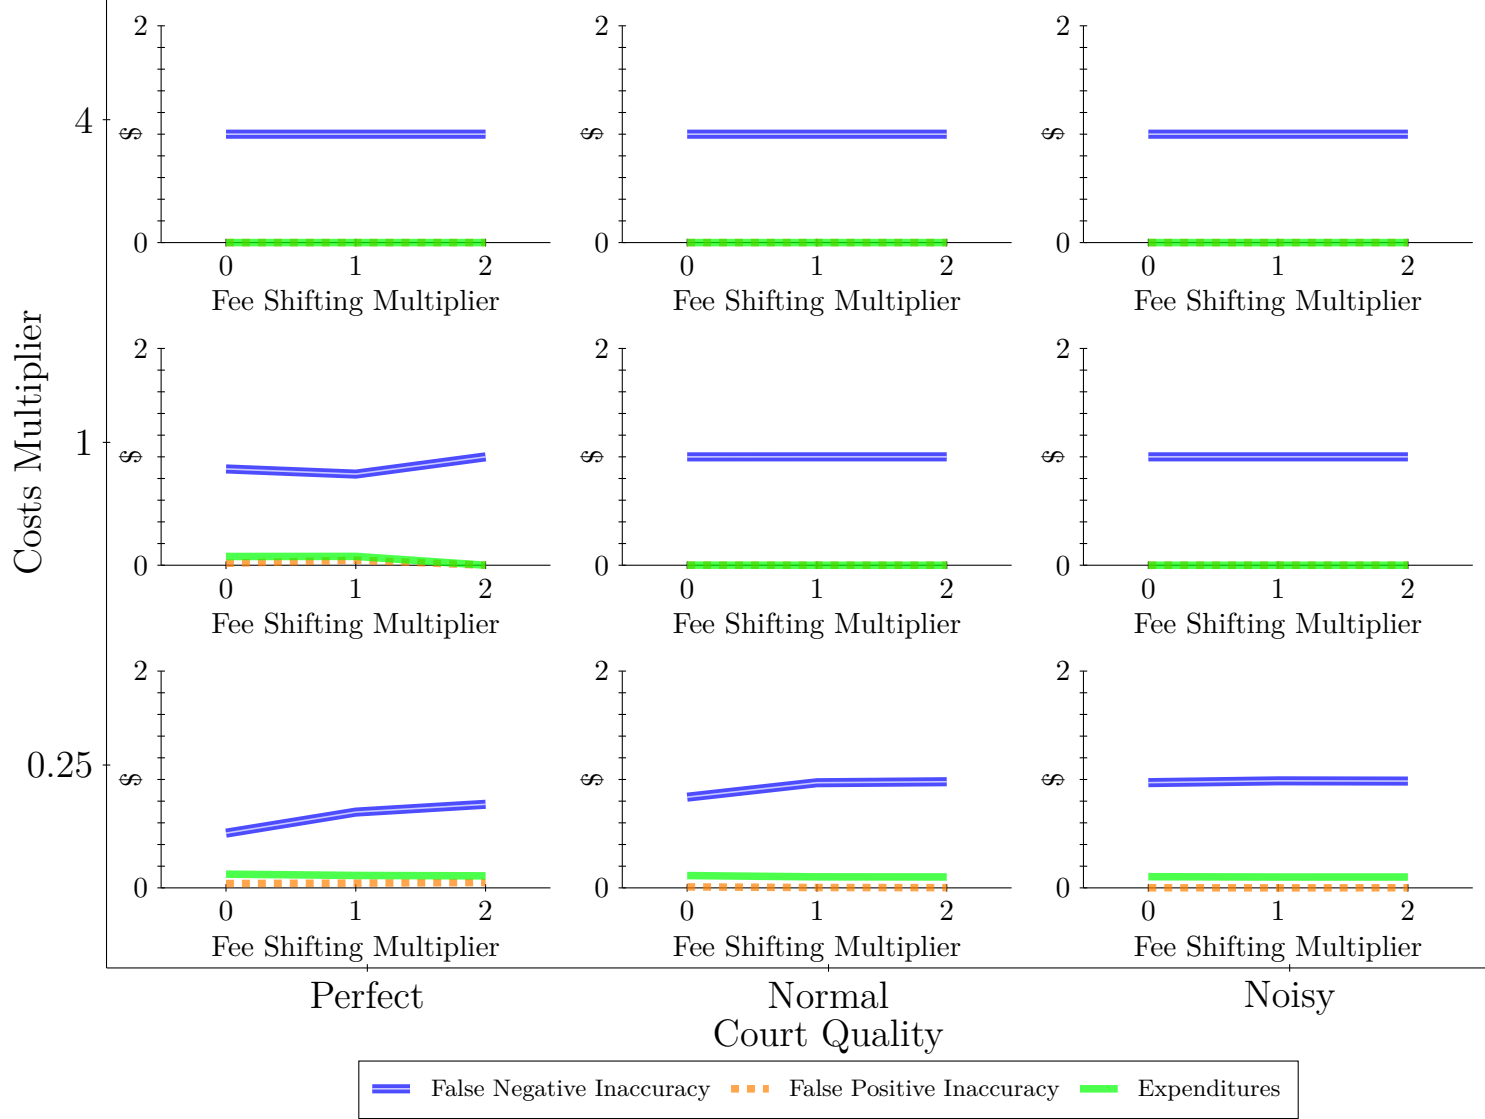 Costs Multiplier
4
2
$
0
0 1 2
Fee Shifting Multiplier
2
$
0
0 1 2
Fee Shifting Multiplier
2
$
0
0 1 2
Fee Shifting Multiplier
1
2
$
0
0 1 2
Fee Shifting Multiplier
2
$
0
0 1 2
Fee Shifting Multiplier
2
$
0
0 1 2
Fee Shifting Multiplier
0.25
2
$
0
0 1 2
Fee Shifting Multiplier
2
$
0
0 1 2
Fee Shifting Multiplier
2
$
0
0 1 2
Fee Shifting Multiplier
Perfect Normal Noisy
Court Quality
False Negative Inaccuracy False Positive Inaccuracy Expenditures